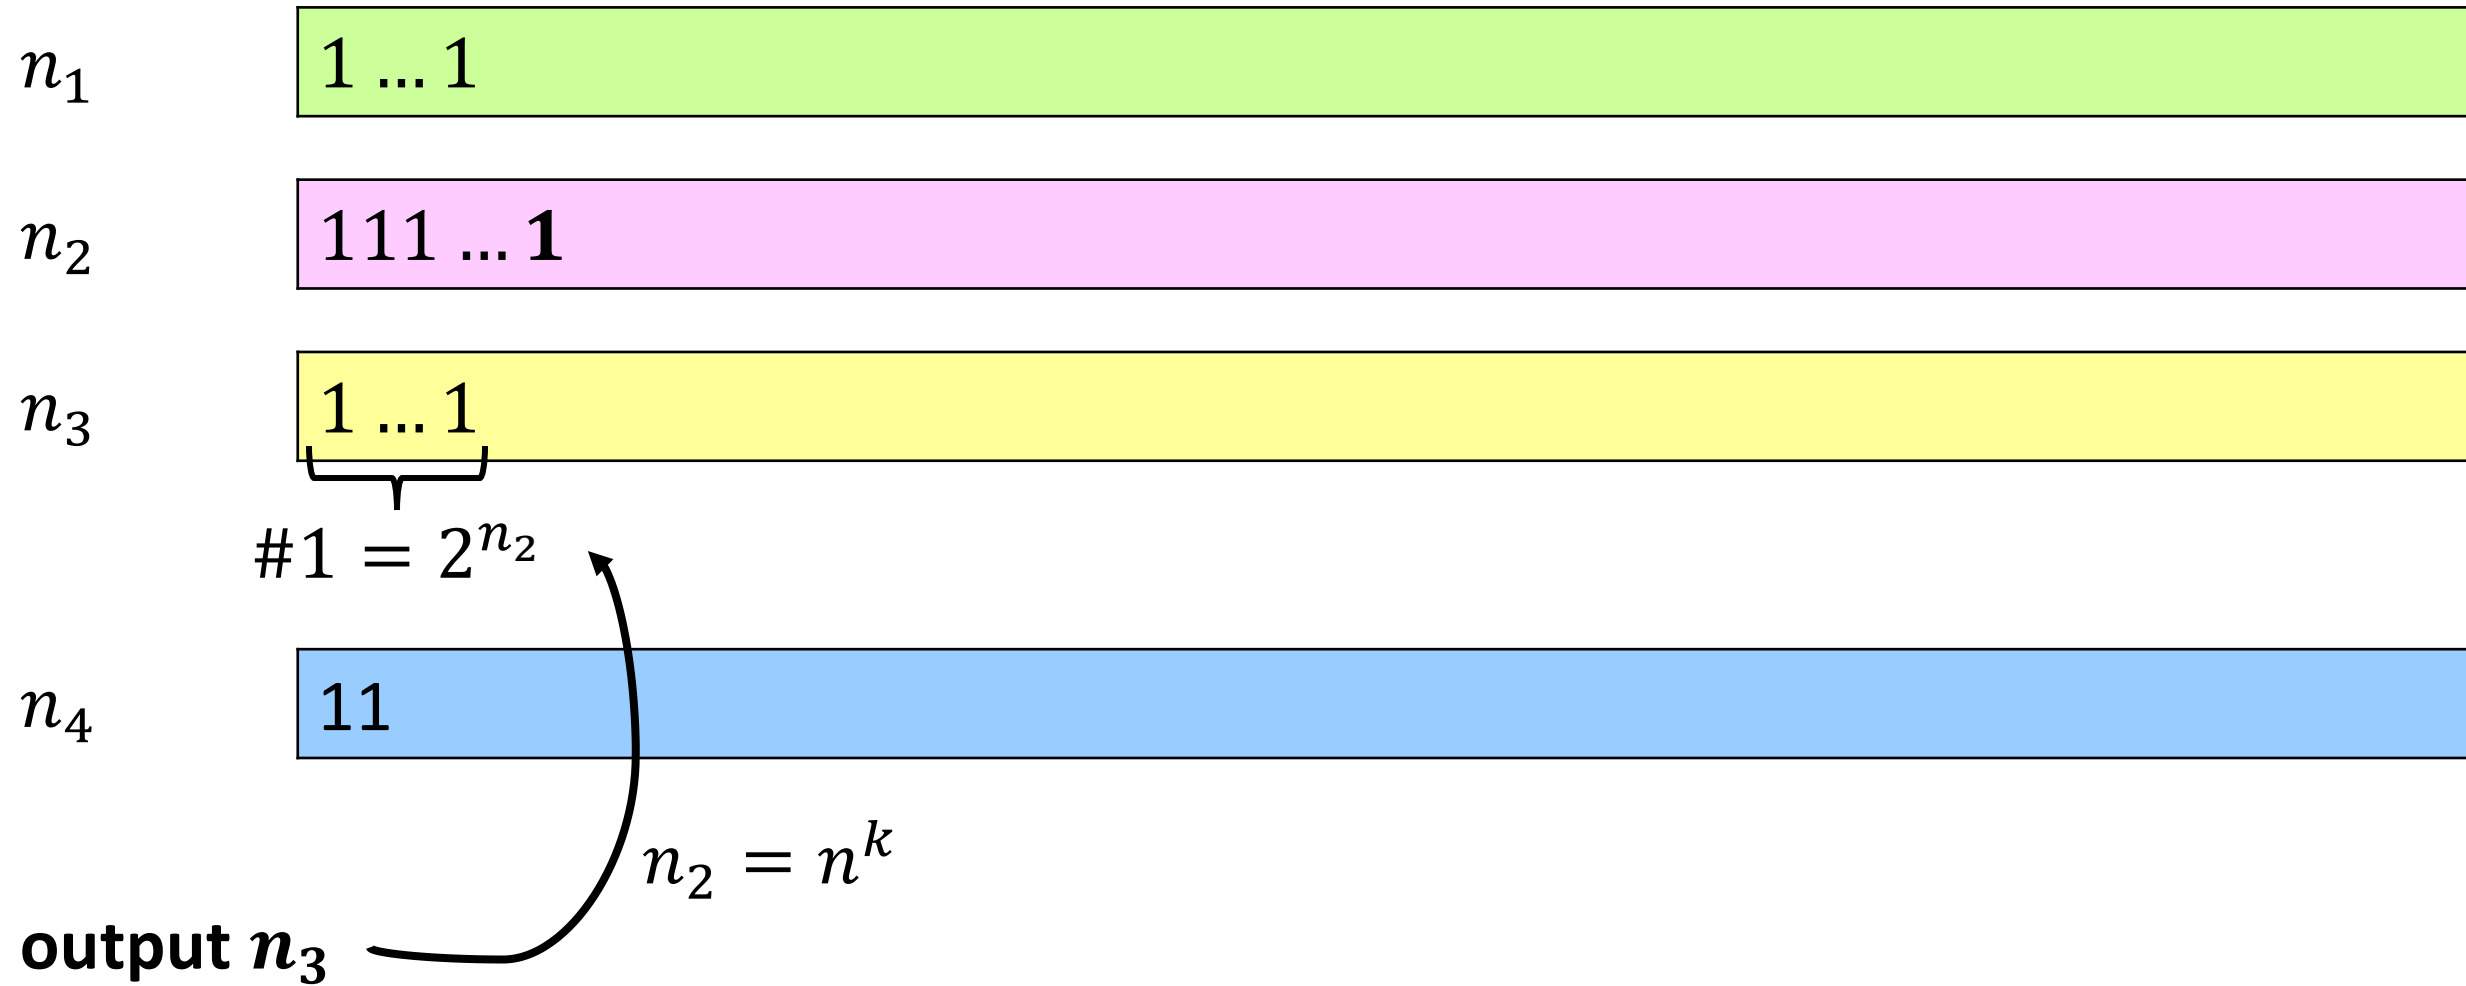 n₁ 1 … 1
n₂ 111 … 1
n₃ 1 … 1
#1 = 2^{n₂}
n₄ 11
n₂ = n^k
output n₃